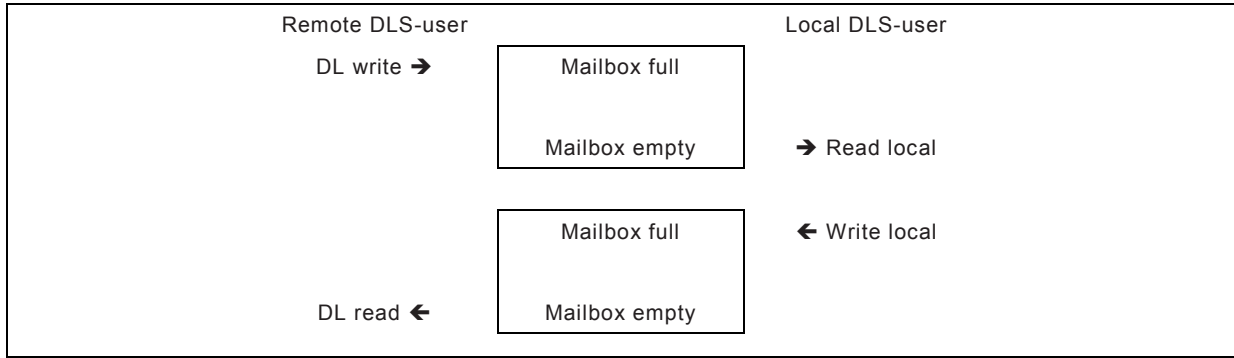 Remote DLS-user Local DLS-user
DL write ➔ Mailbox full
Mailbox empty ➔ Read local
Mailbox full 🡰 Write local
DL read 🡰 Mailbox empty